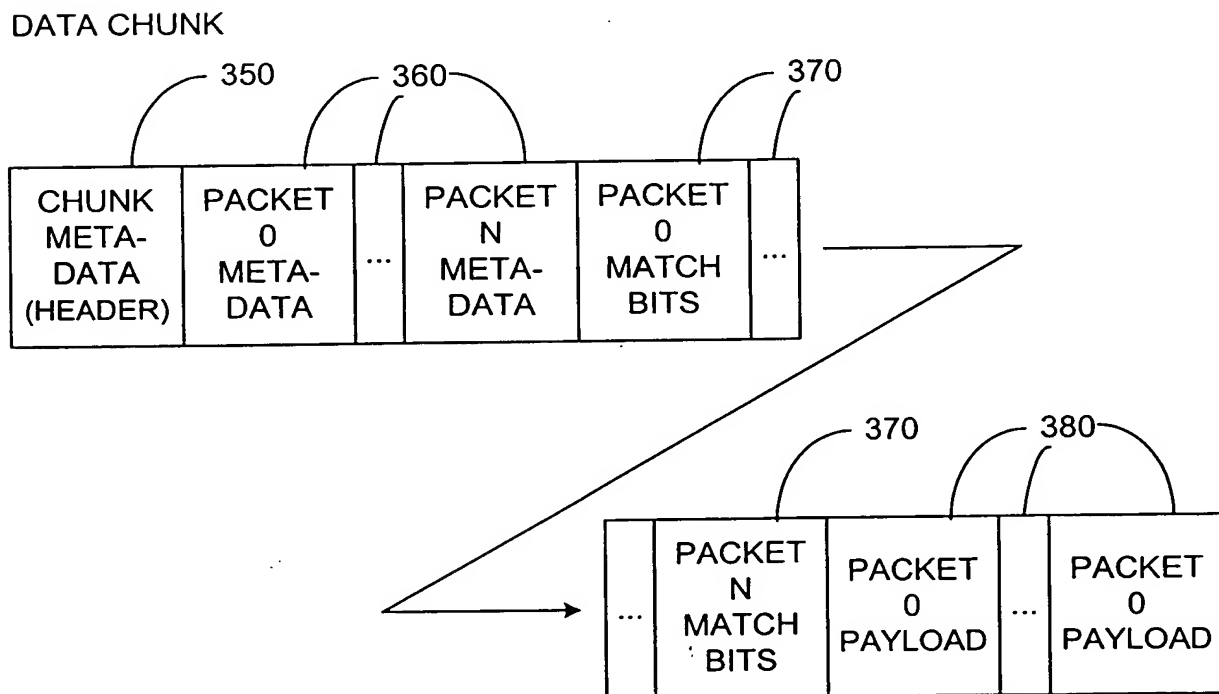 DATA CHUNK
350
360
370
CHUNK
META-
DATA
(HEADER)
PACKET
0
META-
DATA
...
PACKET
N
META-
DATA
PACKET
0
MATCH
BITS
...
370
380
...
PACKET
N
MATCH
BITS
PACKET
0
PAYLOAD
...
PACKET
0
PAYLOAD